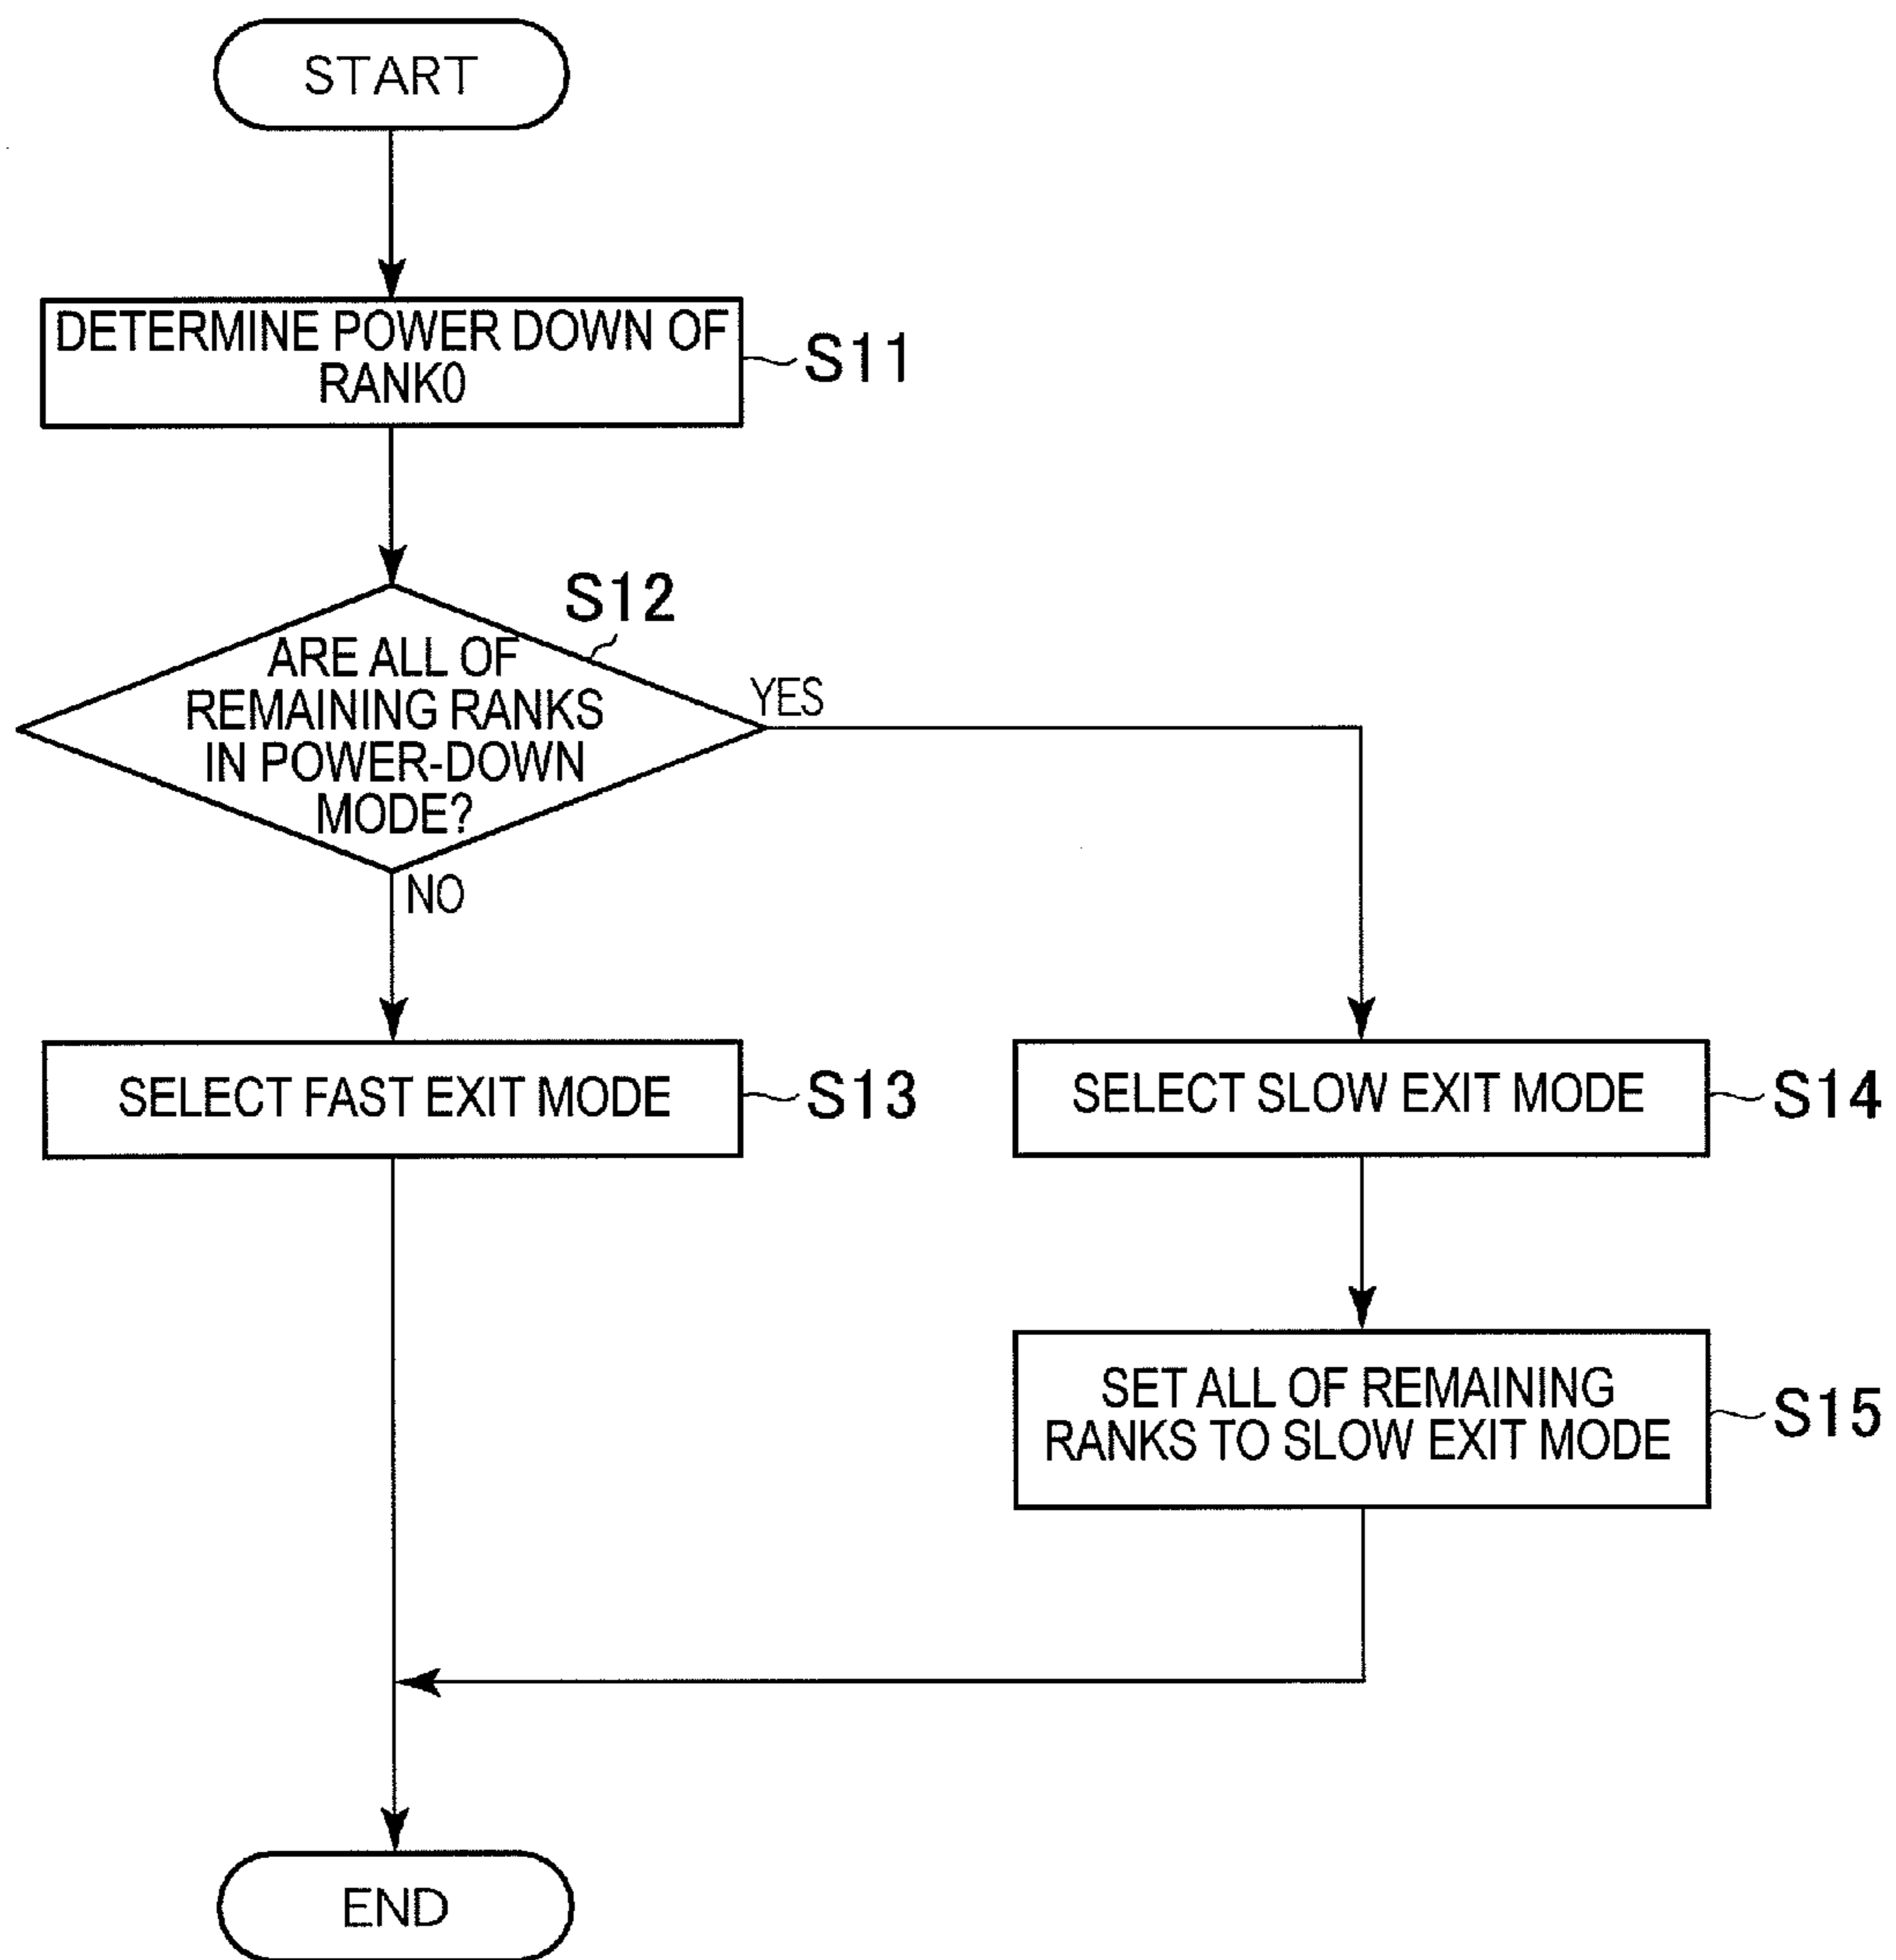 START
DETERMINE POWER DOWN OF
RANK0
S11
S12
ARE ALL OF
REMAINING RANKS
IN POWER-DOWN
MODE?
YES
NO
SELECT FAST EXIT MODE
S13
SELECT SLOW EXIT MODE
S14
SET ALL OF REMAINING
RANKS TO SLOW EXIT MODE
S15
END